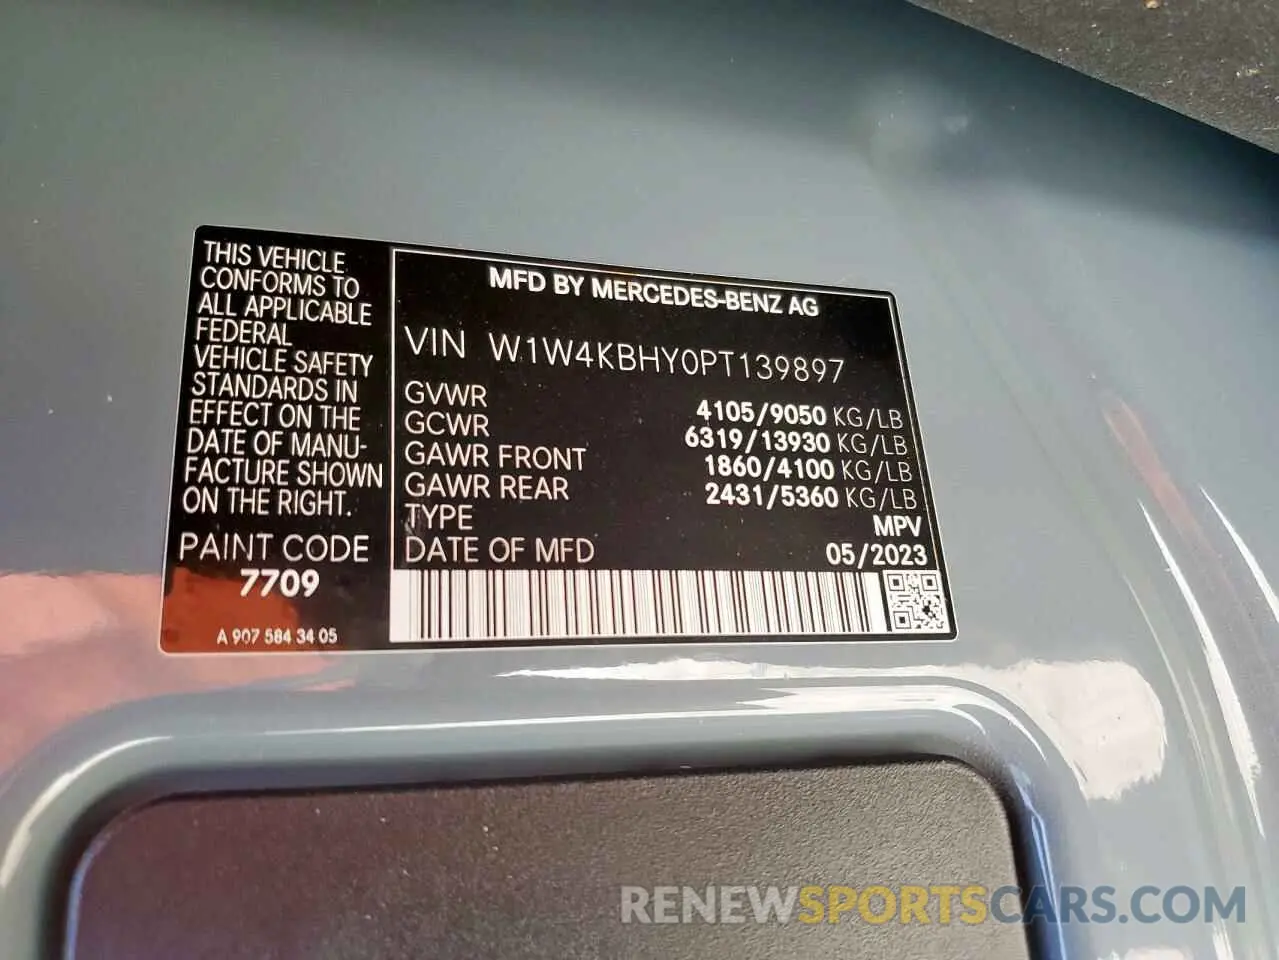 THIS VEHICLE
CONFORMS TO
ALL APPLICABLE
FEDERAL
VEHICLE SAFETY
STANDARDS IN
EFFECT ON THE
DATE OF MANU-
FACTURE SHOWN
ON THE RIGHT.
PAINT CODE
7709
A 907 584 34 05
MFD BY MERCEDES-BENZ AG
VIN W1W4KBHY0PT139897
GVWR 4105/9050 KG/LB
GCWR 6319/13930 KG/LB
GAWR FRONT 1860/4100 KG/LB
GAWR REAR 2431/5360 KG/LB
TYPE MPV
DATE OF MFD 05/2023
RENEWSPORTSCARS.COM